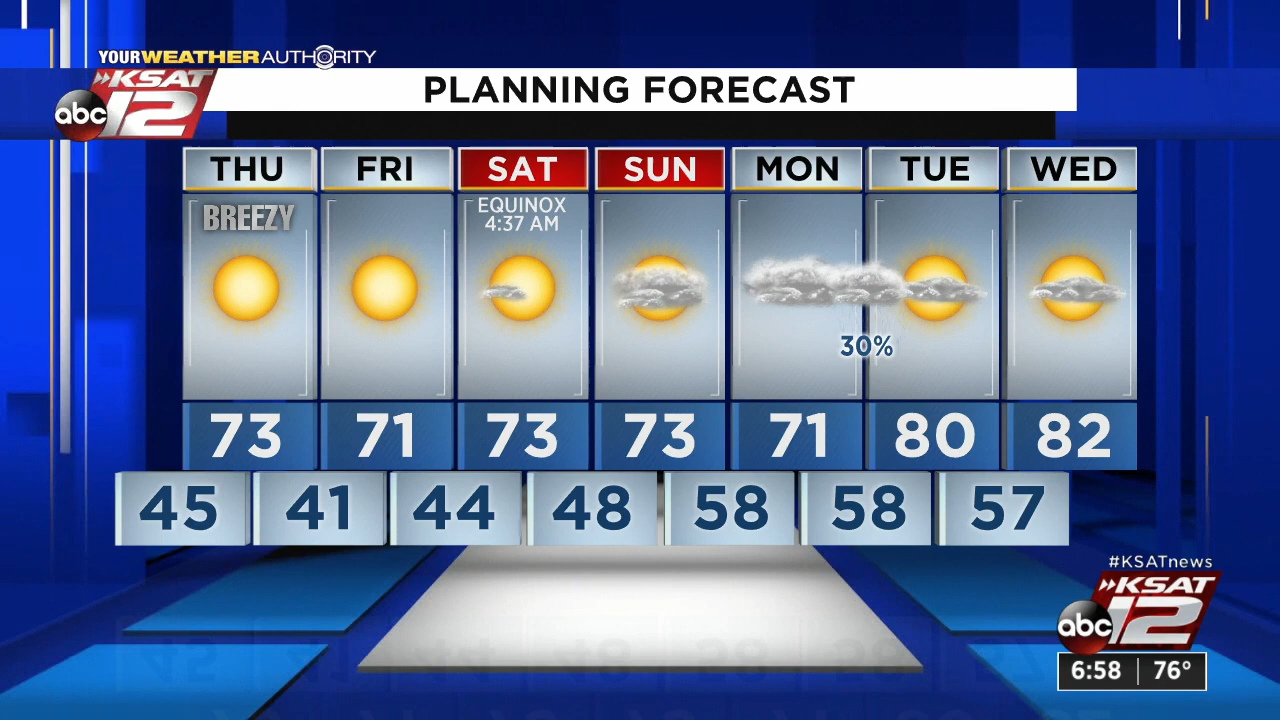 YOURWEATHERAUTHORITY
KSAT
abc 12
PLANNING FORECAST
THU FRI SAT SUN MON TUE WED
BREEZY
EQUINOX
4:37 AM
30%
73 71 73 73 71 80 82
45 41 44 48 58 58 57
#KSATnews
KSAT
abc 12
6:58 76°